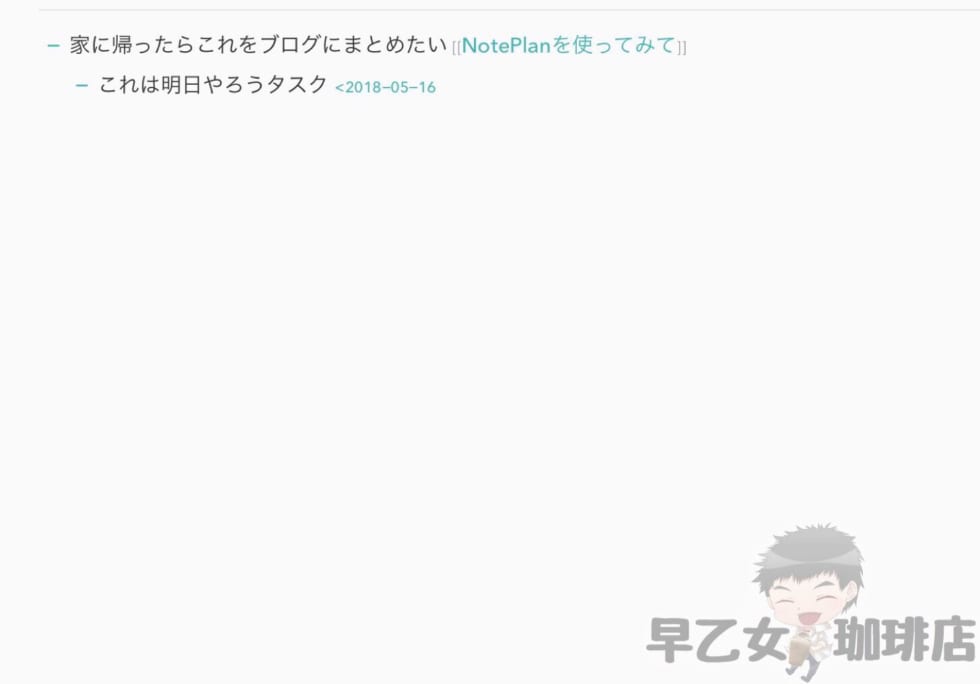 – 家に帰ったらこれをブログにまとめたい [[NotePlanを使ってみて]]
– これは明日やろうタスク <2018-05-16
早乙女珈琲店